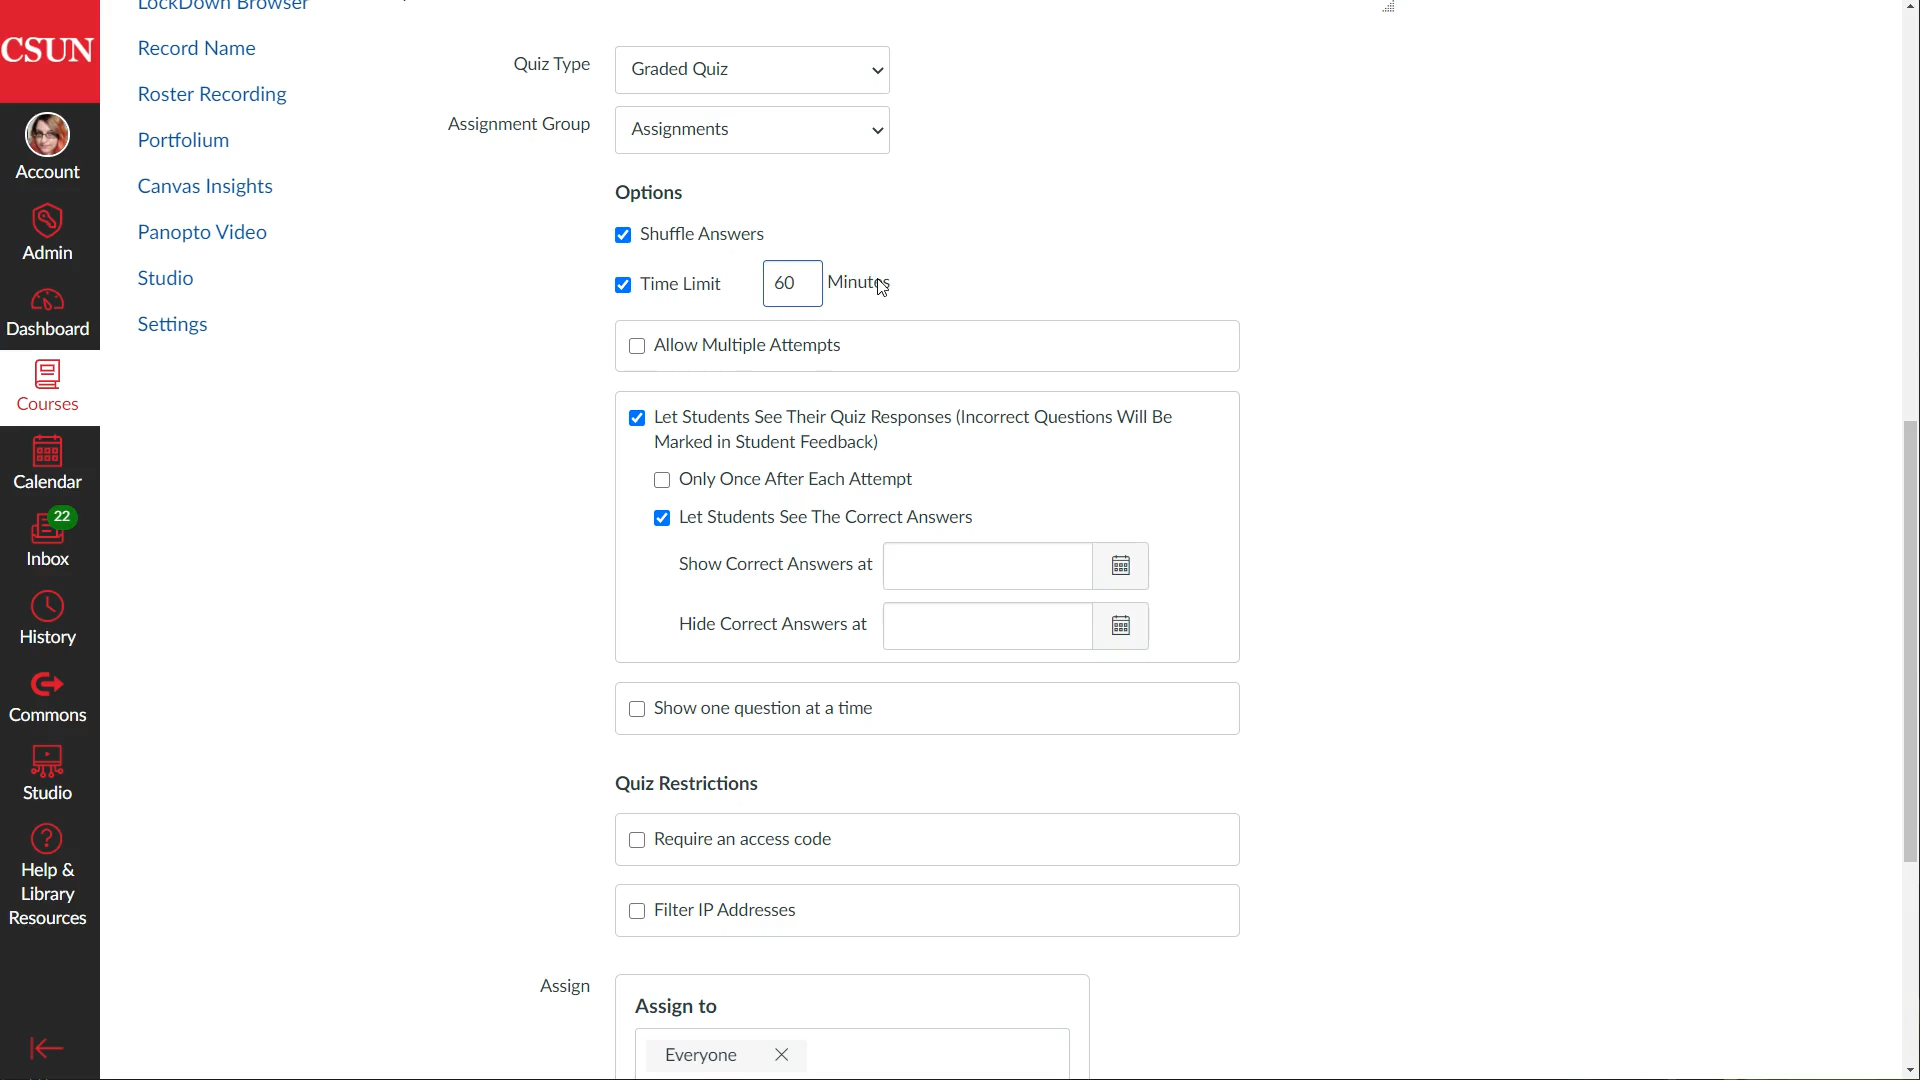 CSUN
Account
Admin
Dashboard
Courses
Calendar
22
Inbox
History
Commons
Studio
Help &
Library
Resources
LockDown Browser
Record Name
Roster Recording
Portfolium
Canvas Insights
Panopto Video
Studio
Settings
Quiz Type
Graded Quiz
Assignment Group
Assignments
Options
Shuffle Answers
Time Limit 60 Minutes
Allow Multiple Attempts
Let Students See Their Quiz Responses (Incorrect Questions Will Be
Marked in Student Feedback)
Only Once After Each Attempt
Let Students See The Correct Answers
Show Correct Answers at
Hide Correct Answers at
Show one question at a time
Quiz Restrictions
Require an access code
Filter IP Addresses
Assign
Assign to
Everyone